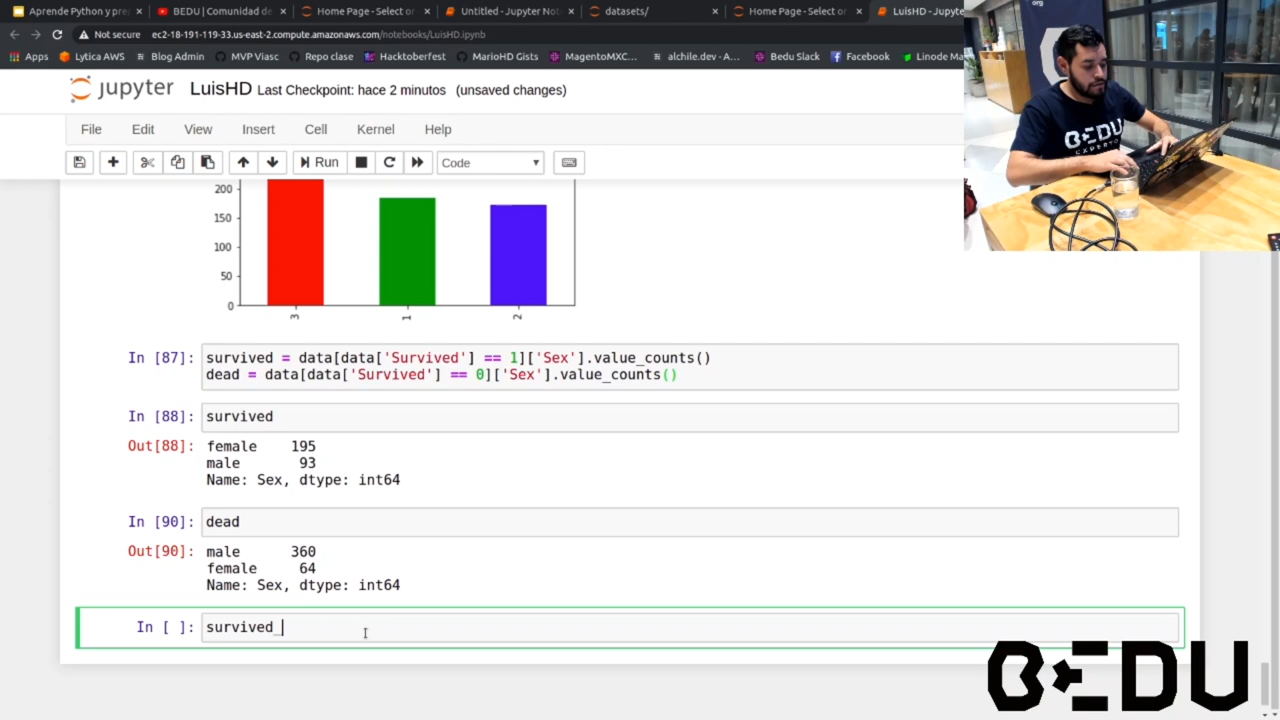 Aprende Python y pre
BEDU | Comunidad de
Home Page - Select or
Untitled - Jupyter Not
datasets/
Home Page - Select or
LuisHD - Jupyte
Not secure
ec2-18-191-119-33.us-east-2.compute.amazonaws.com/notebooks/LuisHD.ipynb
Apps
Lytica AWS
Blog Admin
MVP Viajes
Repo clase
Hacktoberfest
MarioHD Gists
MagentoMXC...
alchile.dev - A...
Bedu Slack
Facebook
Linode Ma
org
BEDU
EXPERTO
jupyter
LuisHD
Last Checkpoint: hace 2 minutos
(unsaved changes)
File
Edit
View
Insert
Cell
Kernel
Help
Run
Code
200
150
100
50
0
3
1
2
In [87]: survived = data[data['Survived'] == 1]['Sex'].value_counts()
dead = data[data['Survived'] == 0]['Sex'].value_counts()
In [88]: survived
Out[88]: female 195
male 93
Name: Sex, dtype: int64
In [90]: dead
Out[90]: male 360
female 64
Name: Sex, dtype: int64
In [ ]: survived_
BEDU